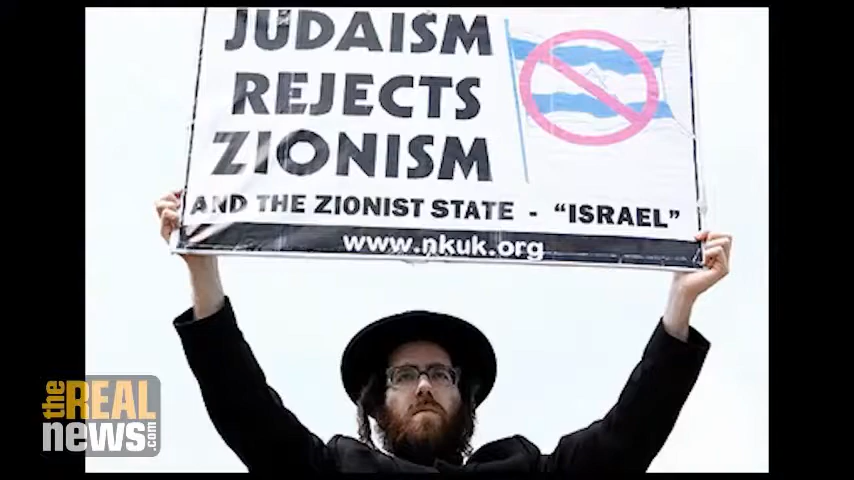 JUDAISM
REJECTS
ZIONISM
AND THE ZIONIST STATE - "ISRAEL"
www.nkuk.org
the
REAL
news.com